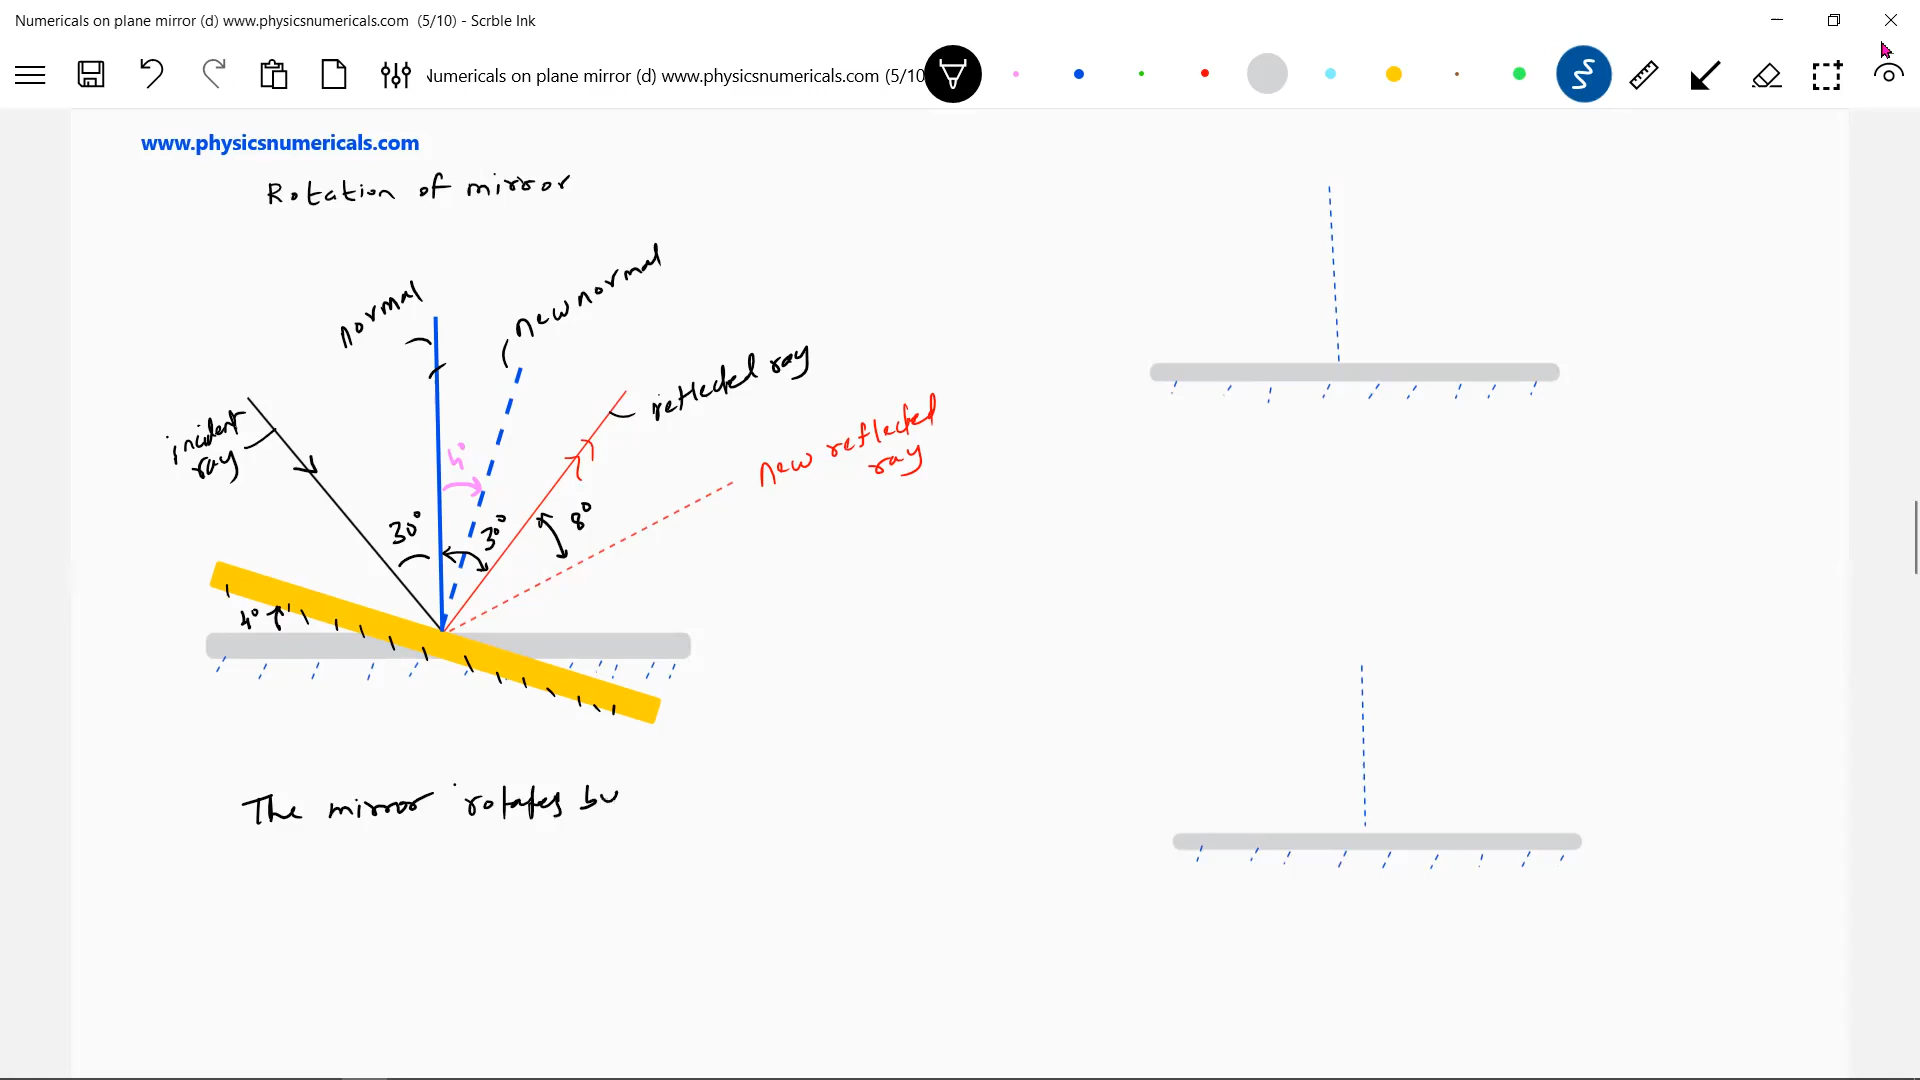 Numericals on plane mirror (d) www.physicsnumericals.com (5/10) - Scrble Ink
Numericals on plane mirror (d) www.physicsnumericals.com (5/10
www.physicsnumericals.com
Rotation of mirror
normal
new normal
reflected ray
incident
ray
new reflected
ray
4°
30°
30°
8°
4°
The mirror rotates